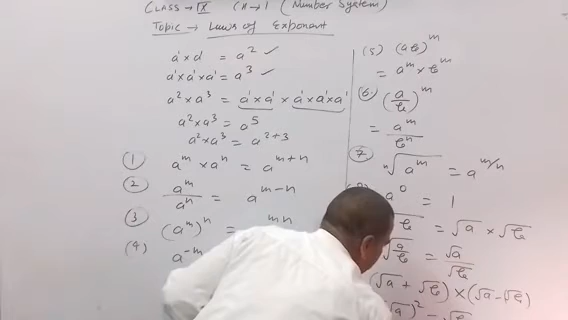 CLASS → IX CH → 1 (Number System)
Topic → Laws of Exponent
a¹ × a¹ = a² ✓
a¹ × a¹ × a¹ = a³ ✓
a² × a³ = a¹ × a¹ × a¹ × a¹ × a¹
a² × a³ = a⁵
a² × a³ = a²⁺³
(1) aᵐ × aⁿ = aᵐ⁺ⁿ
(2) aᵐ/aⁿ = aᵐ⁻ⁿ
(3) (aᵐ)ⁿ = mn
(4) a⁻ᵐ
(5) (ab)ᵐ
= aᵐ × bᵐ
(6) (a/b)ᵐ
= aᵐ/bᵐ
(7) ⁿ√aᵐ = a^(m/n)
a⁰ = 1
= √a × √b
√(a/b) = √a/√b
(√a + √b) × (√a − √b)
(√a)² − √b